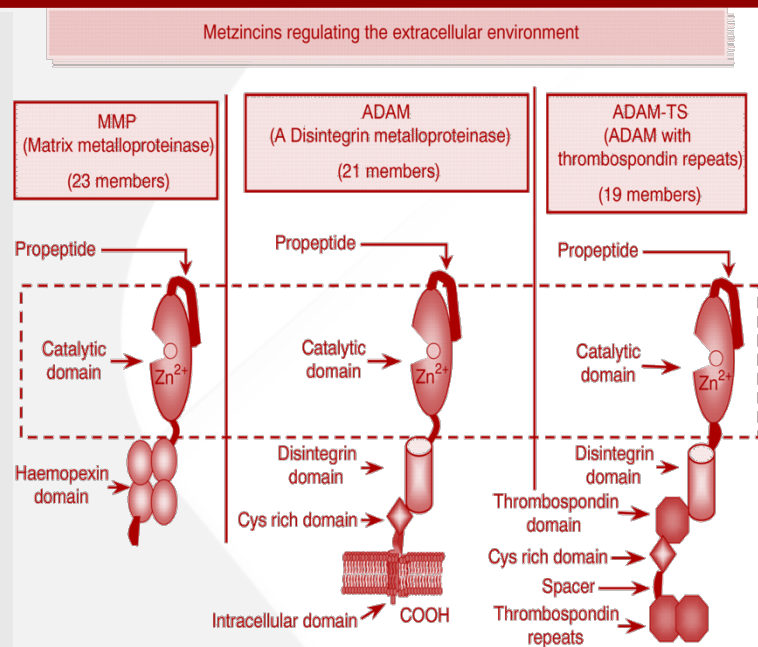 Metzincins regulating the extracellular environment
MMP
(Matrix metalloproteinase)
(23 members)
Propeptide
Catalytic
domain
Zn2+
Haemopexin
domain
ADAM
(A Disintegrin metalloproteinase)
(21 members)
Propeptide
Catalytic
domain
Zn2+
Disintegrin
domain
Cys rich domain
Intracellular domain
COOH
ADAM-TS
(ADAM with
thrombospondin repeats)
(19 members)
Propeptide
Catalytic
domain
Zn2+
Disintegrin
domain
Thrombospondin
domain
Cys rich domain
Spacer
Thrombospondin
repeats